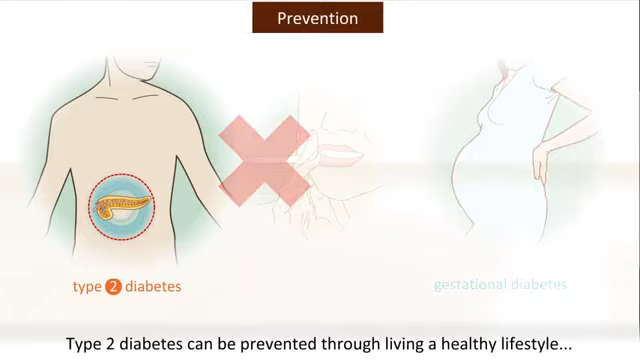 Prevention
type 2 diabetes
gestational diabetes
Type 2 diabetes can be prevented through living a healthy lifestyle...